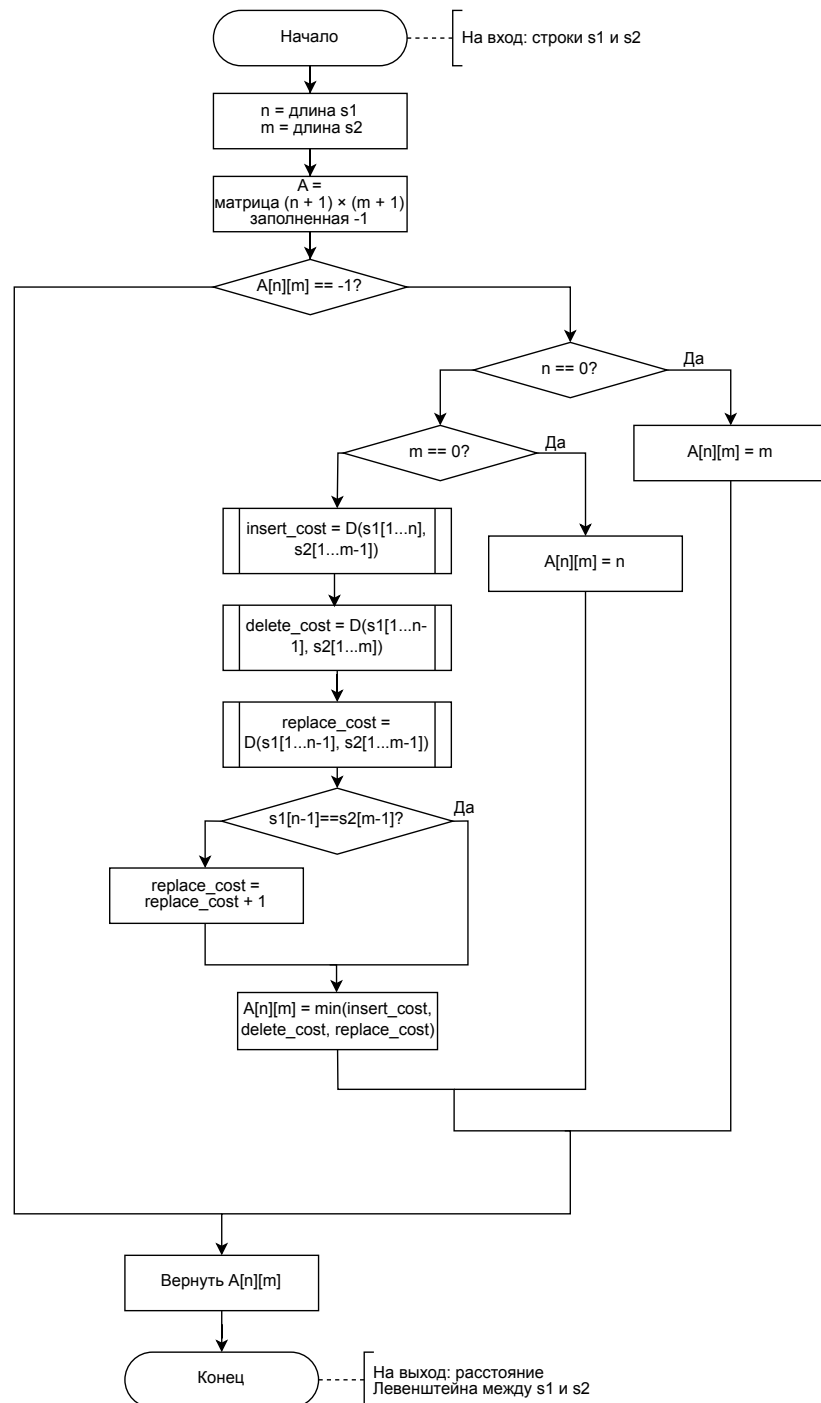 Начало
На вход: строки s1 и s2
n = длина s1
m = длина s2
A =
матрица (n + 1) × (m + 1)
заполненная -1
A[n][m] == -1?
n == 0?
Да
m == 0?
Да
A[n][m] = m
insert_cost = D(s1[1...n],
s2[1...m-1])
A[n][m] = n
delete_cost = D(s1[1...n-
1], s2[1...m])
replace_cost =
D(s1[1...n-1], s2[1...m-1])
s1[n-1]==s2[m-1]?
Да
replace_cost =
replace_cost + 1
A[n][m] = min(insert_cost,
delete_cost, replace_cost)
Вернуть A[n][m]
Конец
На выход: расстояние
Левенштейна между s1 и s2